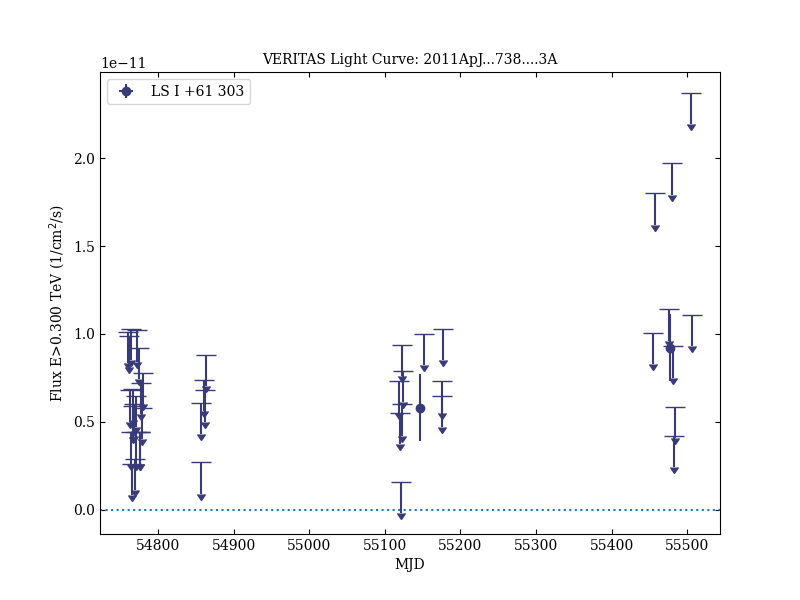 VERITAS Light Curve: 2011ApJ...738....3A
1e−11
LS I +61 303
2.0
1.5
1.0
0.5
0.0
Flux E>0.300 TeV (1/cm²/s)
54800 54900 55000 55100 55200 55300 55400 55500
MJD